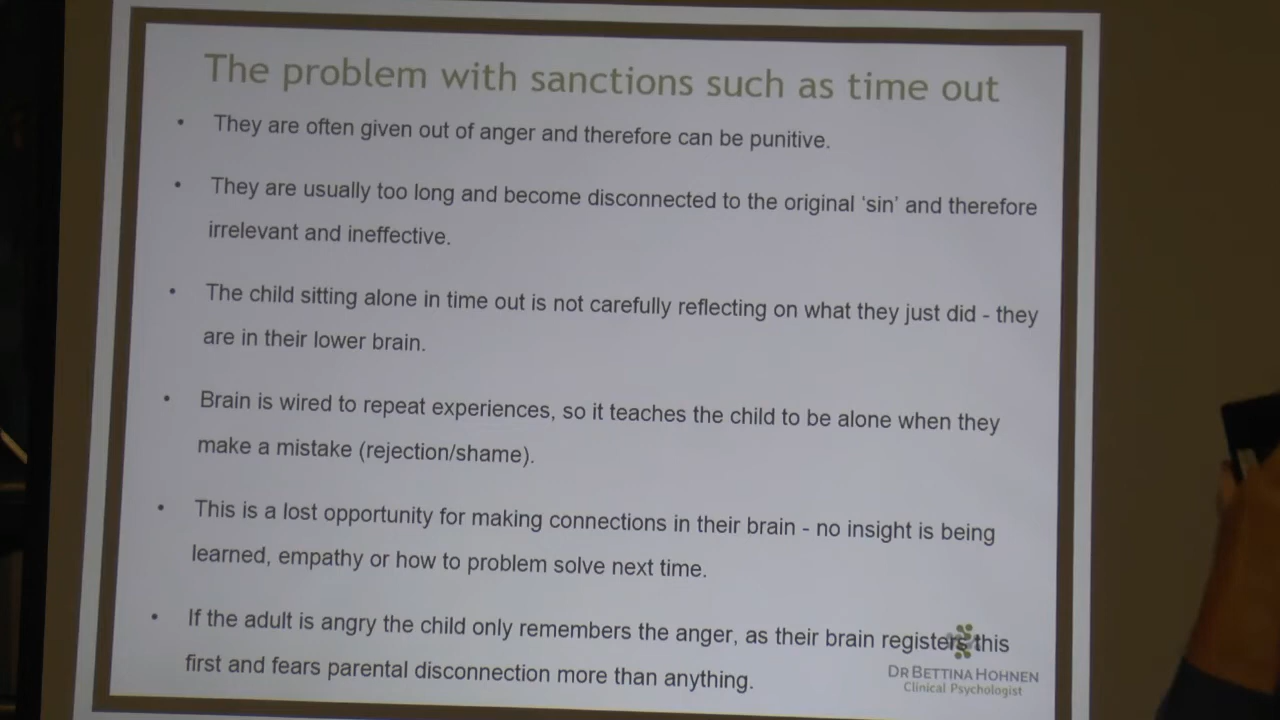 The problem with sanctions such as time out
• They are often given out of anger and therefore can be punitive.
• They are usually too long and become disconnected to the original ‘sin’ and therefore
irrelevant and ineffective.
• The child sitting alone in time out is not carefully reflecting on what they just did - they
are in their lower brain.
• Brain is wired to repeat experiences, so it teaches the child to be alone when they
make a mistake (rejection/shame).
• This is a lost opportunity for making connections in their brain - no insight is being
learned, empathy or how to problem solve next time.
• If the adult is angry the child only remembers the anger, as their brain registers this
first and fears parental disconnection more than anything.
DR BETTINA HOHNEN
Clinical Psychologist